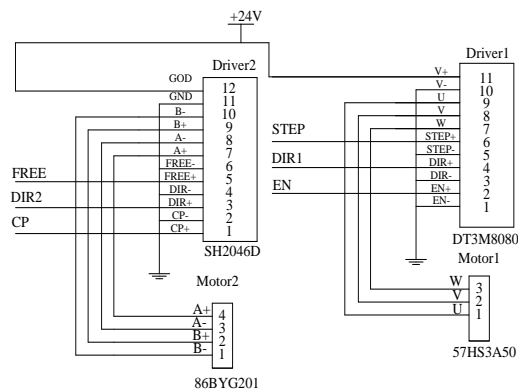 +24V
Driver2
GOD 12
GND 11
B- 10
B+ 9
A- 8
A+ 7
FREE- 6
FREE FREE+ 5
DIR- 4
DIR2 DIR+ 3
CP- 2
CP CP+ 1
SH2046D
Motor2
A+ 4
A- 3
B+ 2
B- 1
86BYG201
Driver1
V+ 11
V- 10
U 9
V 8
W 7
STEP STEP+ 6
STEP- 5
DIR1 DIR+ 4
DIR- 3
EN EN+ 2
EN- 1
DT3M8080
Motor1
W 3
V 2
U 1
57HS3A50